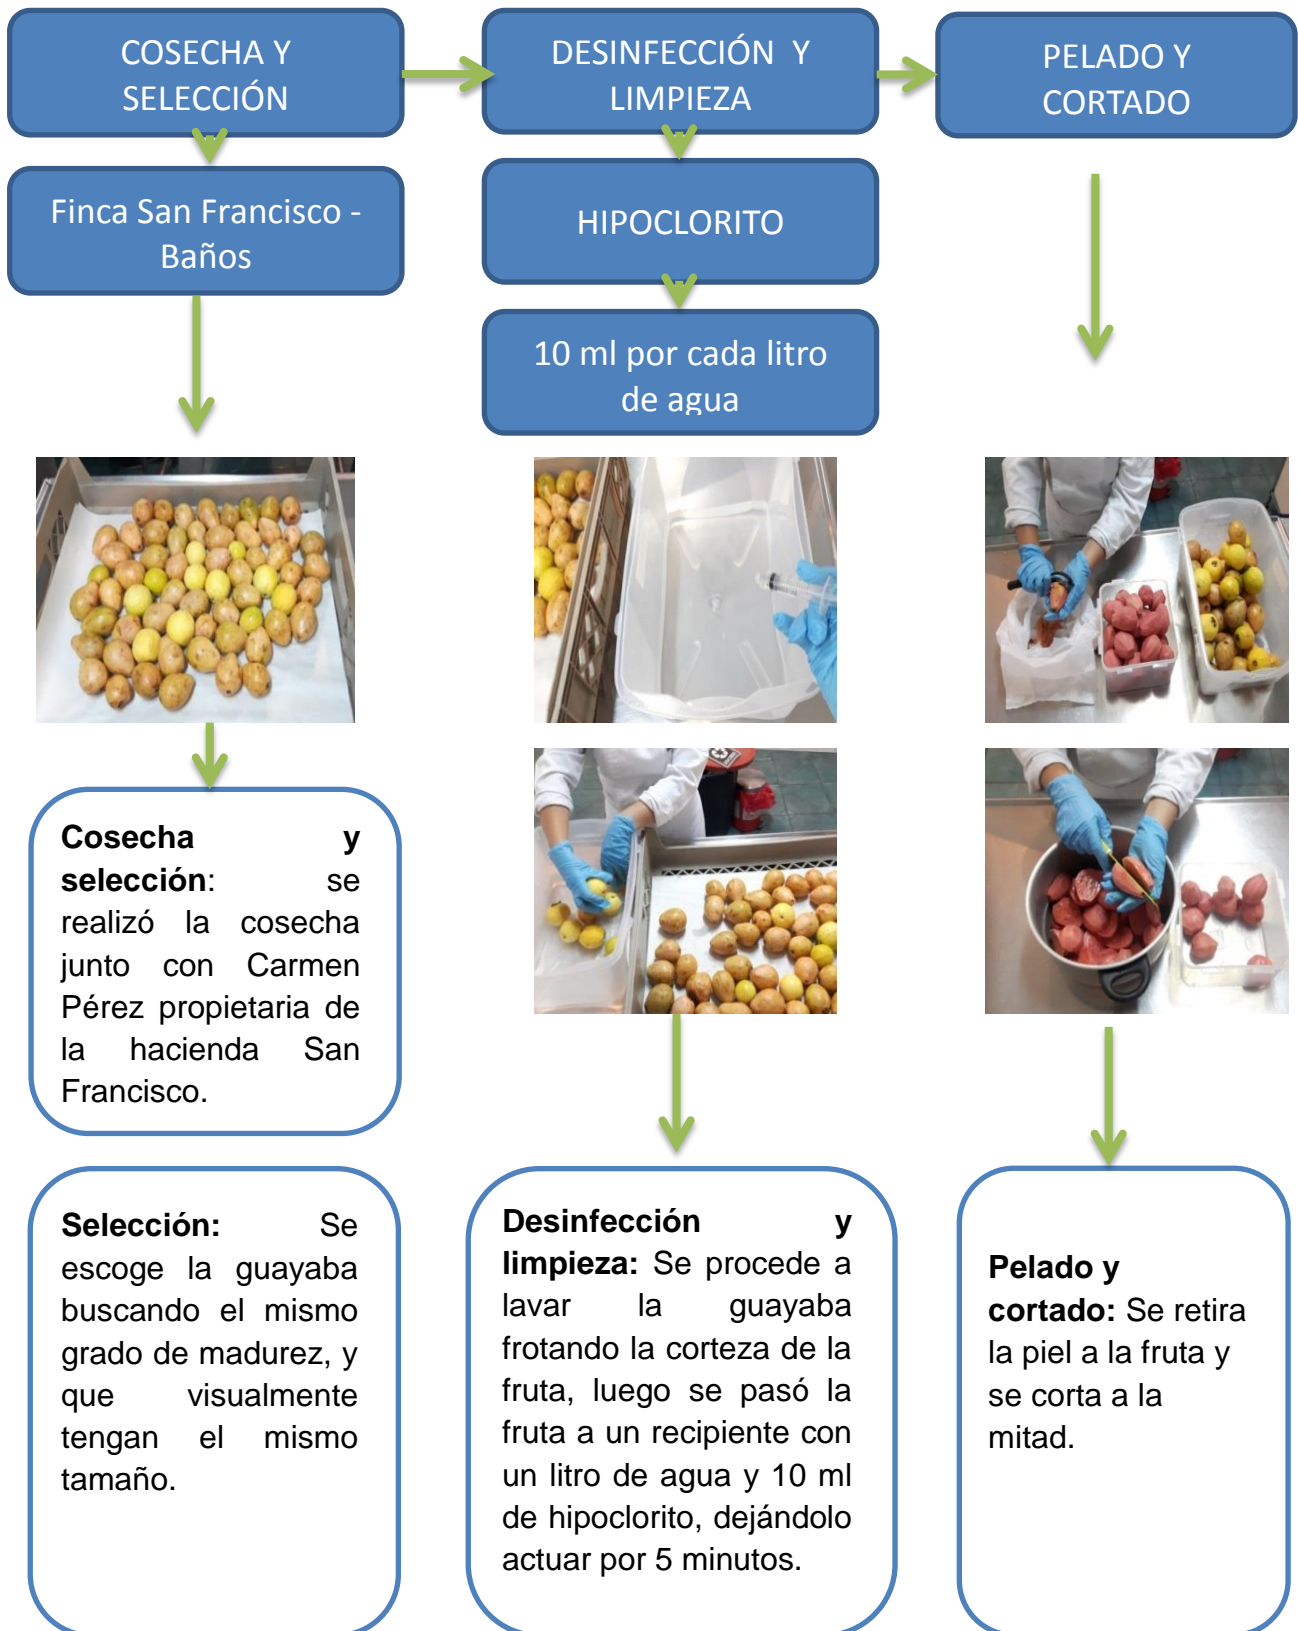 COSECHA Y
SELECCIÓN
DESINFECCIÓN Y
LIMPIEZA
PELADO Y
CORTADO
Finca San Francisco -
Baños
HIPOCLORITO
10 ml por cada litro
de agua
Cosecha y
selección: se
realizó la cosecha
junto con Carmen
Pérez propietaria de
la hacienda San
Francisco.
Selección: Se
escoge la guayaba
buscando el mismo
grado de madurez, y
que visualmente
tengan el mismo
tamaño.
Desinfección y
limpieza: Se procede a
lavar la guayaba
frotando la corteza de la
fruta, luego se pasó la
fruta a un recipiente con
un litro de agua y 10 ml
de hipoclorito, dejándolo
actuar por 5 minutos.
Pelado y
cortado: Se retira
la piel a la fruta y
se corta a la
mitad.